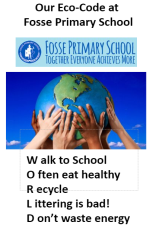 Our Eco-Code at
Fosse Primary School
FOSSE PRIMARY SCHOOL
TOGETHER EVERYONE ACHIEVES MORE
W alk to School
O ften eat healthy
R ecycle
L ittering is bad!
D on't waste energy